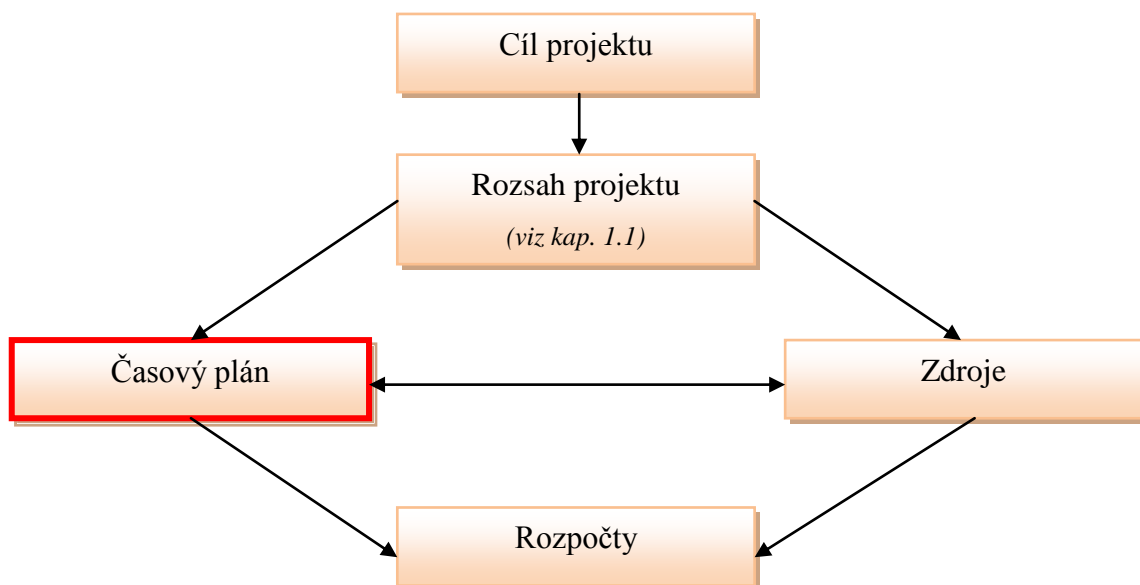 Cíl projektu
Rozsah projektu
(viz kap. 1.1)
Časový plán
Zdroje
Rozpočty